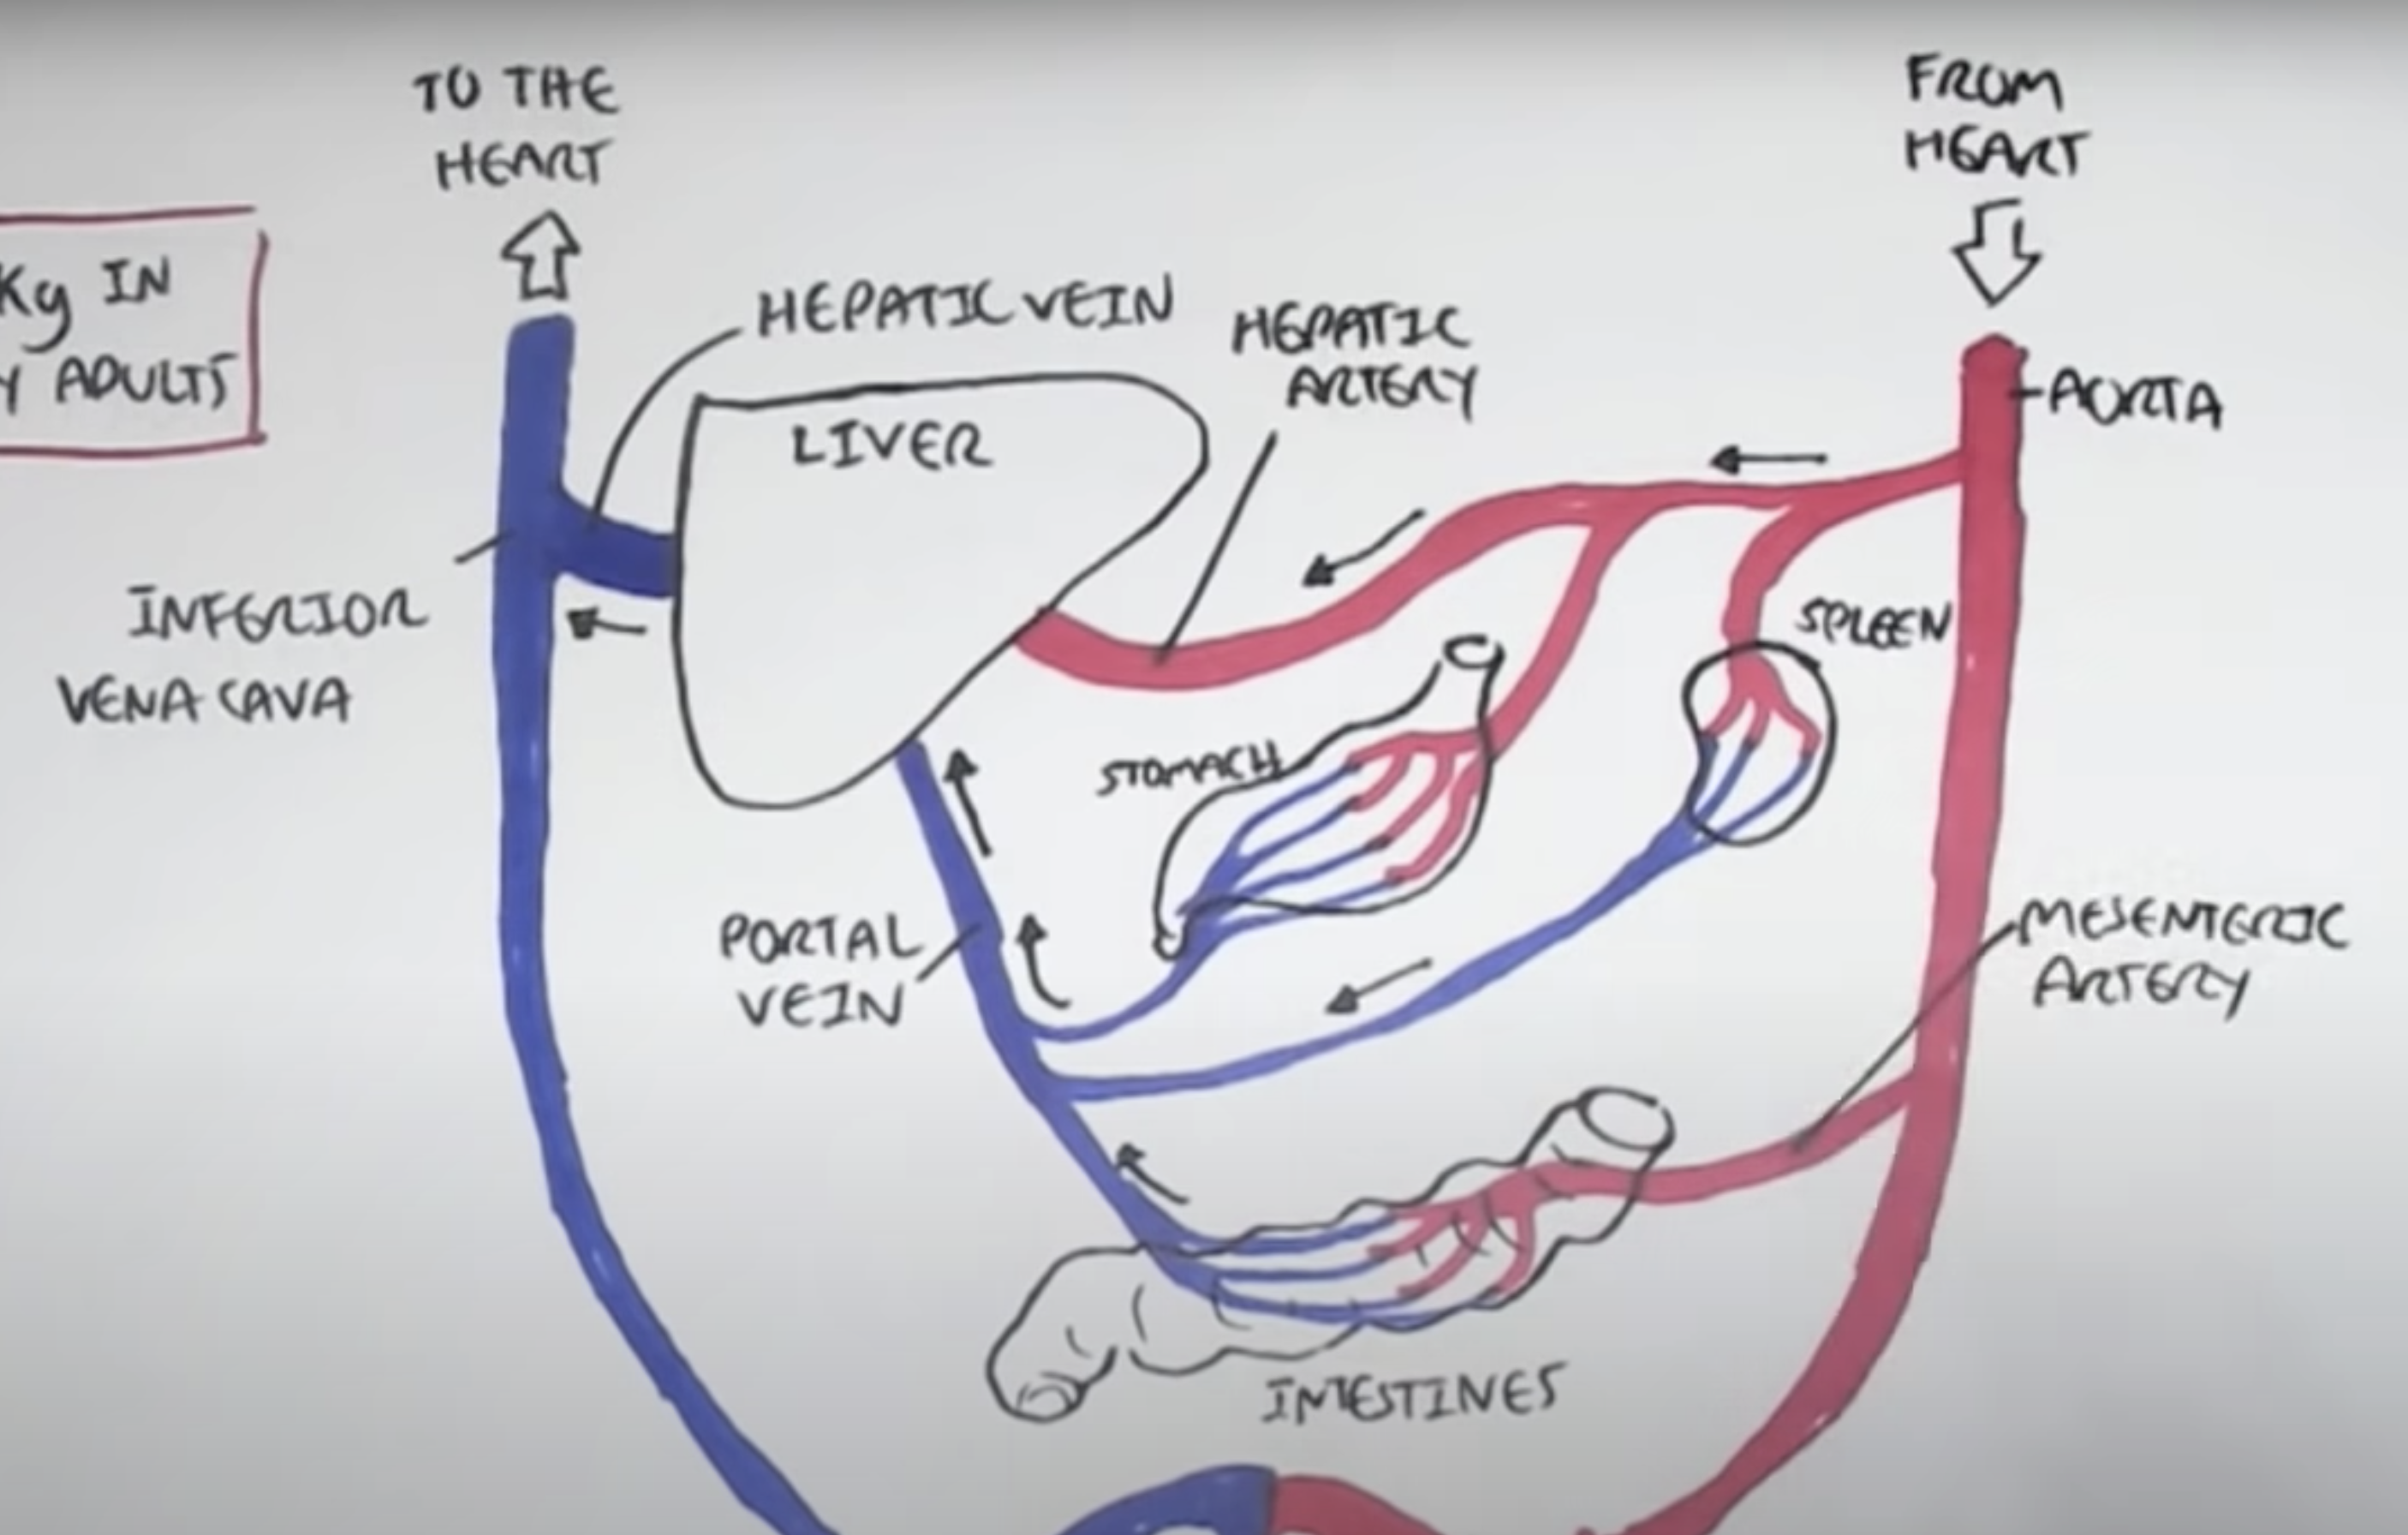 TO THE
HEART
FROM
HEART
Kg IN
Y ADULTS
HEPATIC VEIN
HEPATIC
ARTERY
AORTA
LIVER
INFERIOR
VENA CAVA
SPLEEN
STOMACH
PORTAL
VEIN
MESENTERIC
ARTERY
INTESTINES